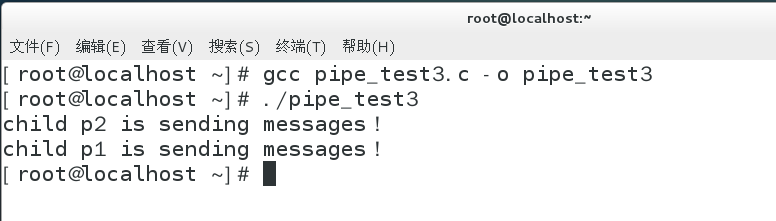 root@localhost:~
文件(F) 编辑(E) 查看(V) 搜索(S) 终端(T) 帮助(H)
[root@localhost ~]# gcc pipe_test3.c -o pipe_test3
[root@localhost ~]# ./pipe_test3
child p2 is sending messages!
child p1 is sending messages!
[root@localhost ~]#